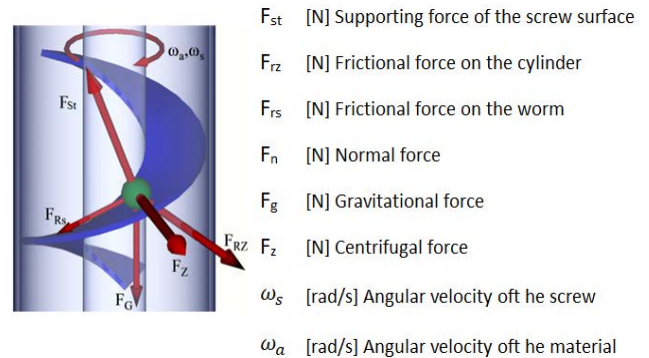 ωa,ωs
FSt
FRs
FRZ
FZ
FG
Fst [N] Supporting force of the screw surface
Frz [N] Frictional force on the cylinder
Frs [N] Frictional force on the worm
Fn [N] Normal force
Fg [N] Gravitational force
Fz [N] Centrifugal force
ωs [rad/s] Angular velocity oft he screw
ωa [rad/s] Angular velocity oft he material